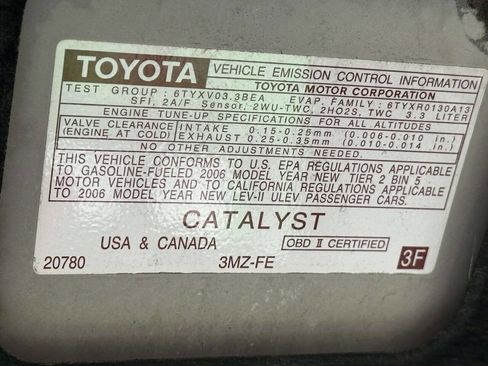 TOYOTA VEHICLE EMISSION CONTROL INFORMATION
TOYOTA MOTOR CORPORATION
TEST GROUP : 6TYXV03.3BEA EVAP. FAMILY : 6TYXR0130A13
SFI, 2A/F Sensor, 2WU-TWC, 2HO2S, TWC 3.3 LITER
ENGINE TUNE-UP SPECIFICATIONS FOR ALL ALTITUDES
VALVE CLEARANCE INTAKE 0.15-0.25mm (0.006-0.010 in.)
(ENGINE AT COLD) EXHAUST 0.25-0.35mm (0.010-0.014 in.)
NO OTHER ADJUSTMENTS NEEDED.
THIS VEHICLE CONFORMS TO U.S. EPA REGULATIONS APPLICABLE
TO GASOLINE-FUELED 2006 MODEL YEAR NEW TIER 2 BIN 5
MOTOR VEHICLES AND TO CALIFORNIA REGULATIONS APPLICABLE
TO 2006 MODEL YEAR NEW LEV-II ULEV PASSENGER CARS.
CATALYST
USA & CANADA OBD II CERTIFIED
20780 3MZ-FE 3F